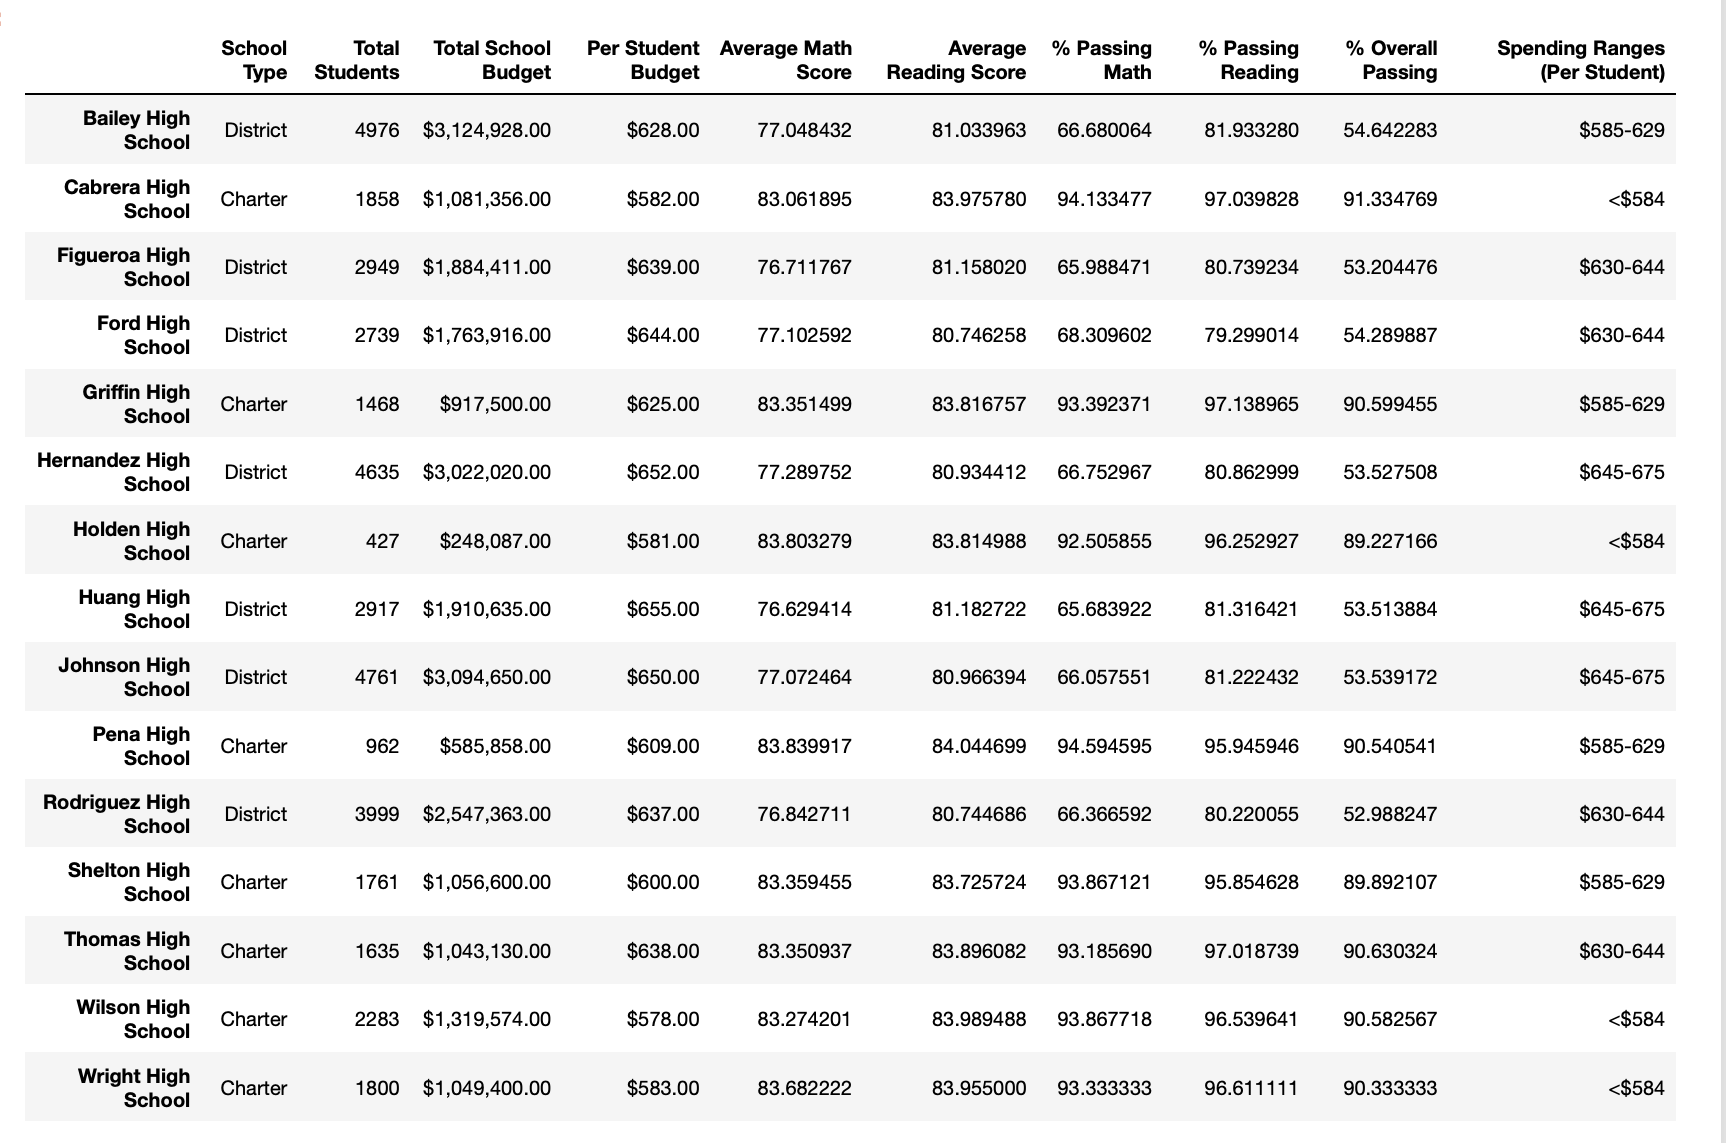 School Type Total Students Total School Budget Per Student Budget Average Math Score Average Reading Score % Passing Math % Passing Reading % Overall Passing Spending Ranges (Per Student)
Bailey High School District 4976 $3,124,928.00 $628.00 77.048432 81.033963 66.680064 81.933280 54.642283 $585-629
Cabrera High School Charter 1858 $1,081,356.00 $582.00 83.061895 83.975780 94.133477 97.039828 91.334769 <$584
Figueroa High School District 2949 $1,884,411.00 $639.00 76.711767 81.158020 65.988471 80.739234 53.204476 $630-644
Ford High School District 2739 $1,763,916.00 $644.00 77.102592 80.746258 68.309602 79.299014 54.289887 $630-644
Griffin High School Charter 1468 $917,500.00 $625.00 83.351499 83.816757 93.392371 97.138965 90.599455 $585-629
Hernandez High School District 4635 $3,022,020.00 $652.00 77.289752 80.934412 66.752967 80.862999 53.527508 $645-675
Holden High School Charter 427 $248,087.00 $581.00 83.803279 83.814988 92.505855 96.252927 89.227166 <$584
Huang High School District 2917 $1,910,635.00 $655.00 76.629414 81.182722 65.683922 81.316421 53.513884 $645-675
Johnson High School District 4761 $3,094,650.00 $650.00 77.072464 80.966394 66.057551 81.222432 53.539172 $645-675
Pena High School Charter 962 $585,858.00 $609.00 83.839917 84.044699 94.594595 95.945946 90.540541 $585-629
Rodriguez High School District 3999 $2,547,363.00 $637.00 76.842711 80.744686 66.366592 80.220055 52.988247 $630-644
Shelton High School Charter 1761 $1,056,600.00 $600.00 83.359455 83.725724 93.867121 95.854628 89.892107 $585-629
Thomas High School Charter 1635 $1,043,130.00 $638.00 83.350937 83.896082 93.185690 97.018739 90.630324 $630-644
Wilson High School Charter 2283 $1,319,574.00 $578.00 83.274201 83.989488 93.867718 96.539641 90.582567 <$584
Wright High School Charter 1800 $1,049,400.00 $583.00 83.682222 83.955000 93.333333 96.611111 90.333333 <$584